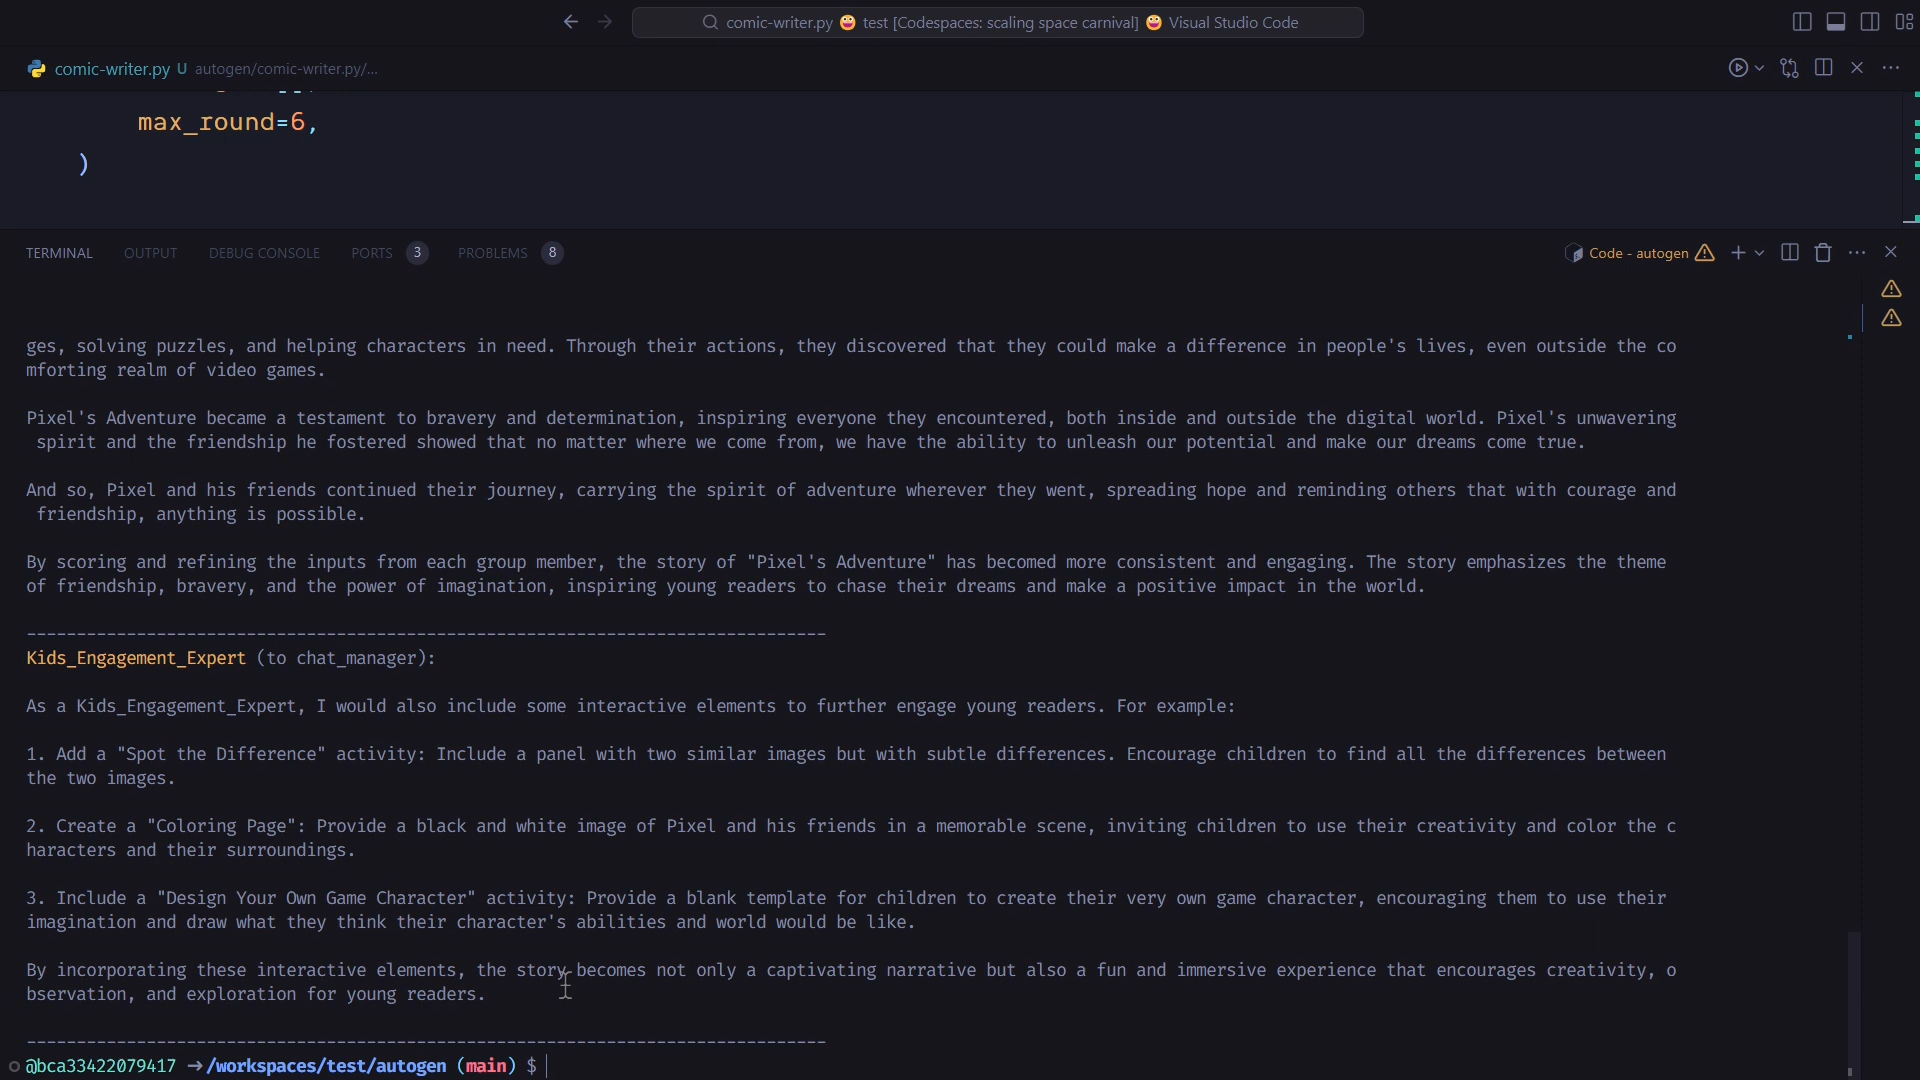 comic-writer.py test [Codespaces: scaling space carnival] Visual Studio Code
comic-writer.py U autogen/comic-writer.py/...
max_round=6,
)
TERMINAL OUTPUT DEBUG CONSOLE PORTS 3 PROBLEMS 8 Code - autogen
ges, solving puzzles, and helping characters in need. Through their actions, they discovered that they could make a difference in people's lives, even outside the co
mforting realm of video games.
Pixel's Adventure became a testament to bravery and determination, inspiring everyone they encountered, both inside and outside the digital world. Pixel's unwavering
spirit and the friendship he fostered showed that no matter where we come from, we have the ability to unleash our potential and make our dreams come true.
And so, Pixel and his friends continued their journey, carrying the spirit of adventure wherever they went, spreading hope and reminding others that with courage and
friendship, anything is possible.
By scoring and refining the inputs from each group member, the story of "Pixel's Adventure" has becomed more consistent and engaging. The story emphasizes the theme
of friendship, bravery, and the power of imagination, inspiring young readers to chase their dreams and make a positive impact in the world.
--------------------------------------------------------------------------------
Kids_Engagement_Expert (to chat_manager):
As a Kids_Engagement_Expert, I would also include some interactive elements to further engage young readers. For example:
1. Add a "Spot the Difference" activity: Include a panel with two similar images but with subtle differences. Encourage children to find all the differences between
the two images.
2. Create a "Coloring Page": Provide a black and white image of Pixel and his friends in a memorable scene, inviting children to use their creativity and color the c
haracters and their surroundings.
3. Include a "Design Your Own Game Character" activity: Provide a blank template for children to create their very own game character, encouraging them to use their
imagination and draw what they think their character's abilities and world would be like.
By incorporating these interactive elements, the story becomes not only a captivating narrative but also a fun and immersive experience that encourages creativity, o
bservation, and exploration for young readers.
--------------------------------------------------------------------------------
@bca33422079417 →/workspaces/test/autogen (main) $